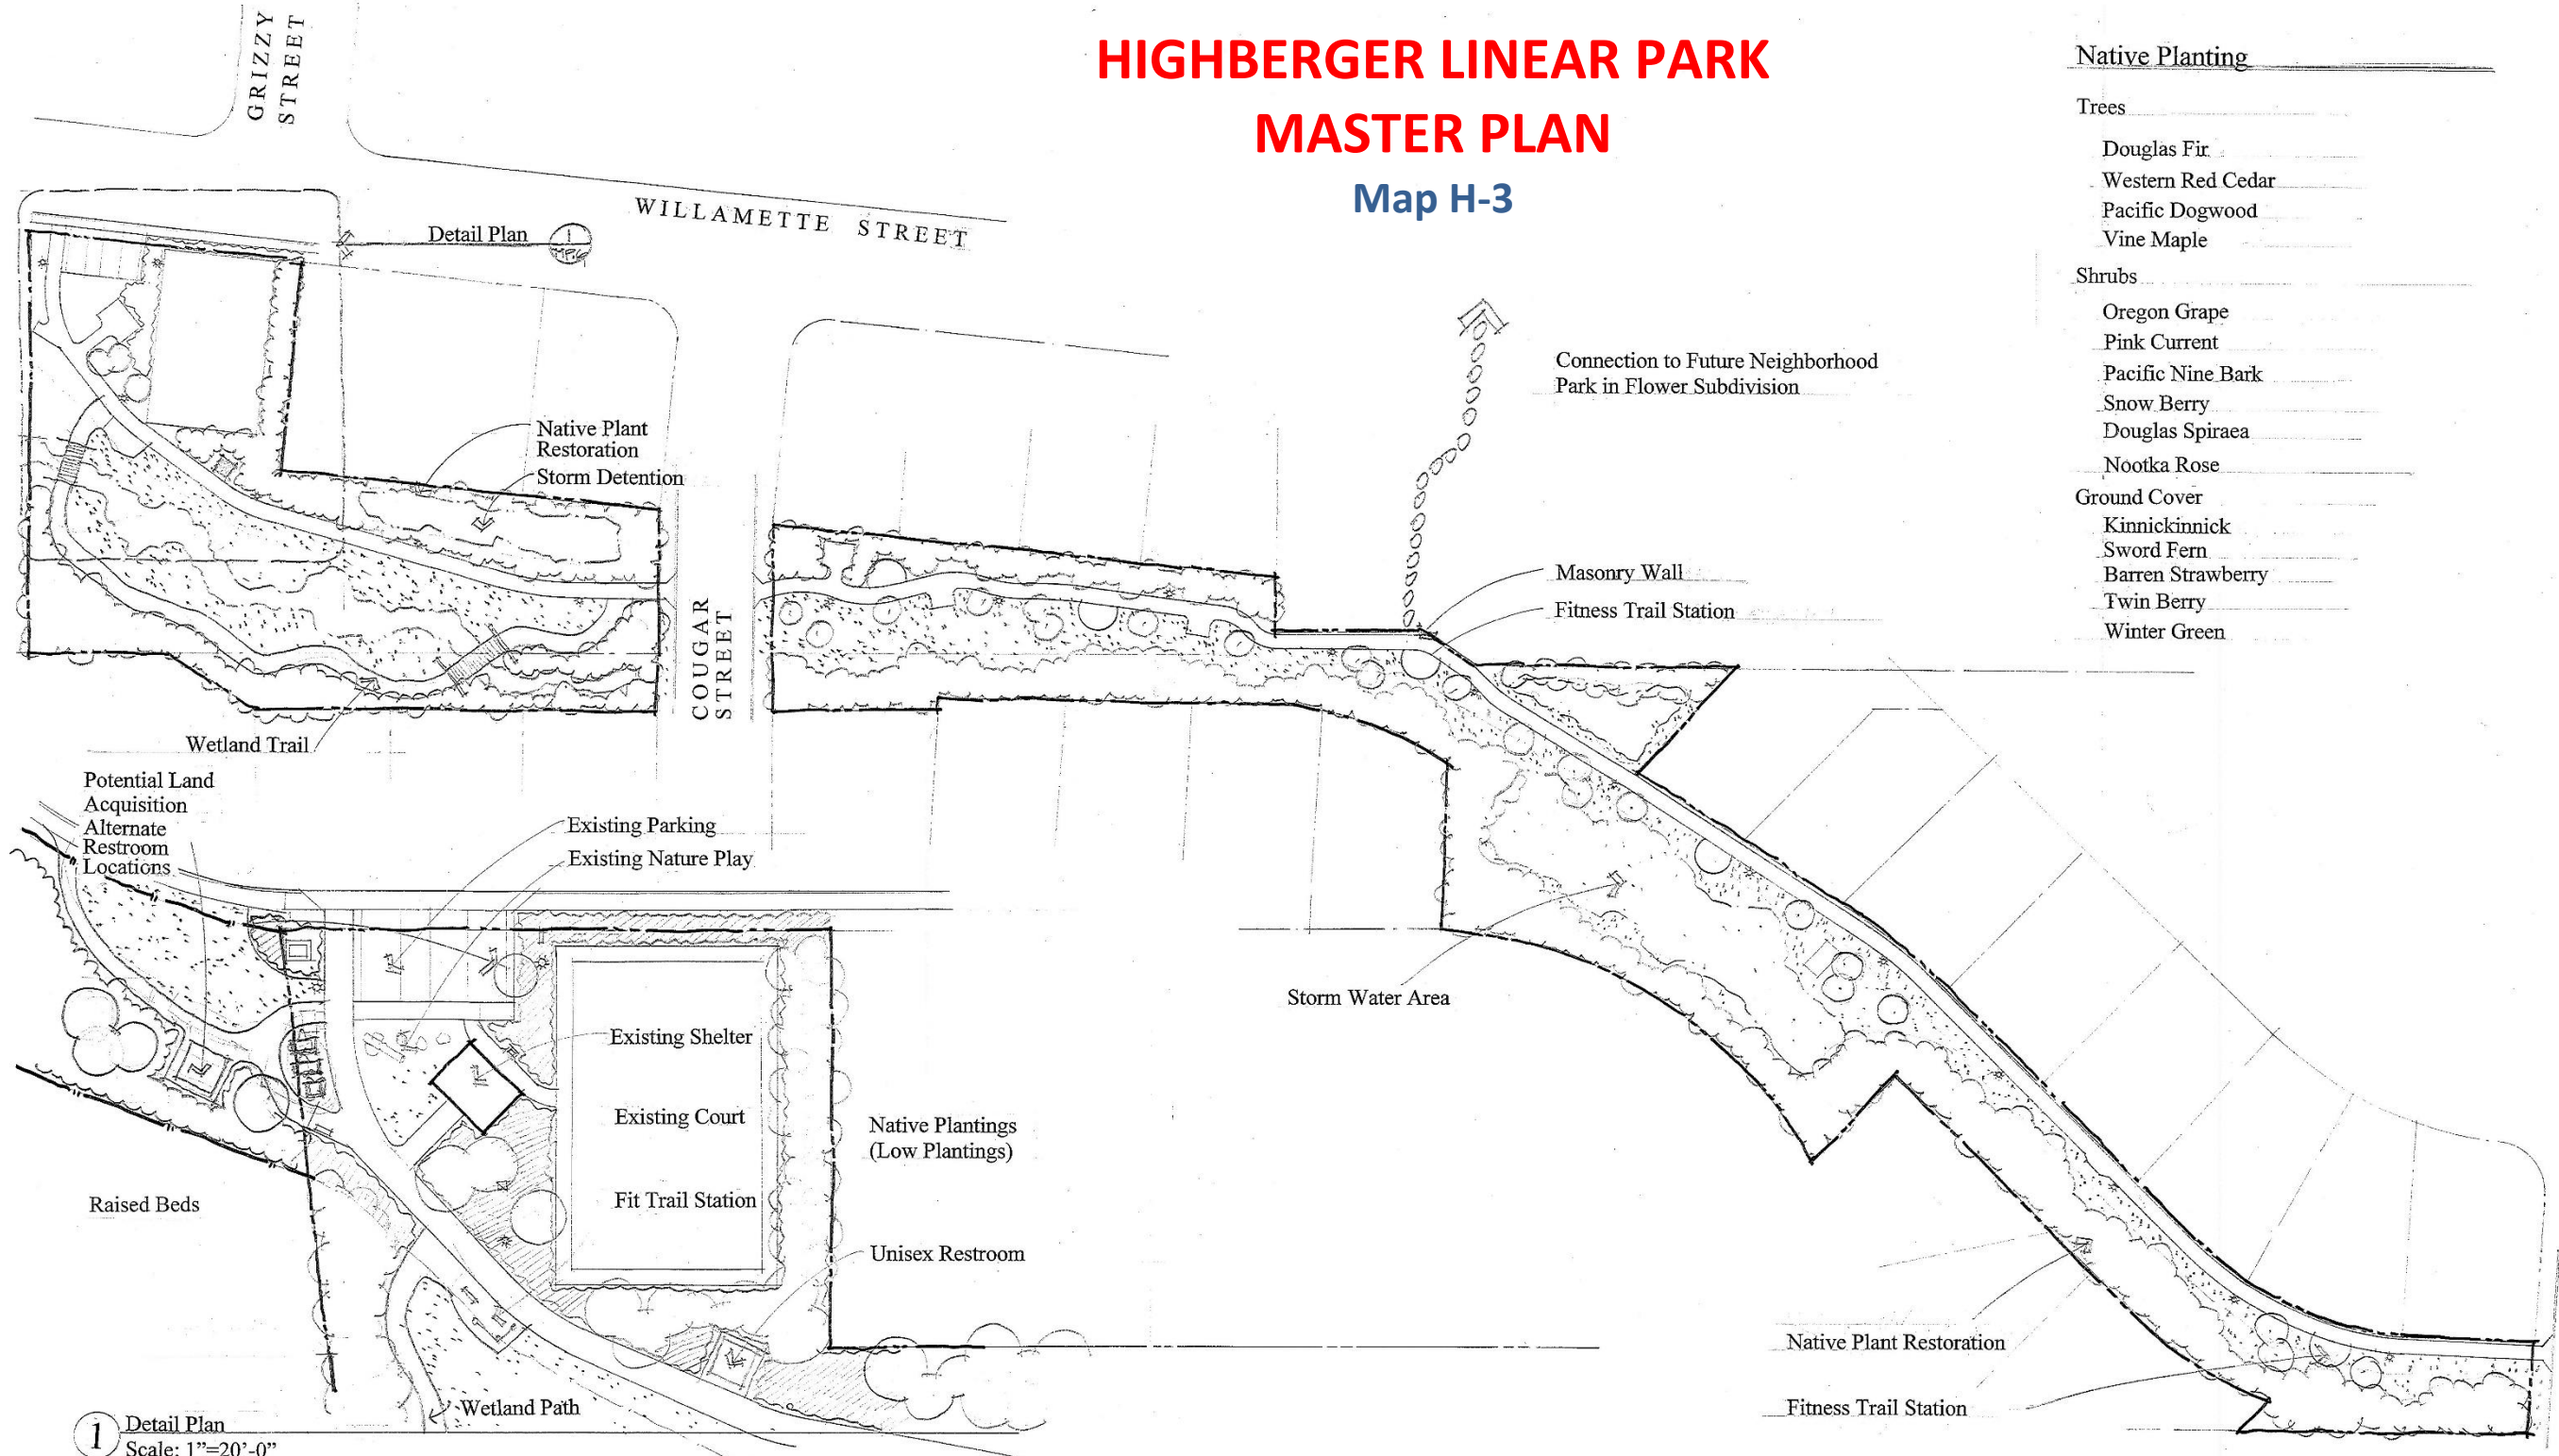 HIGHBERGER LINEAR PARK
MASTER PLAN
Map H-3
GRIZZY
STREET
WILLAMETTE STREET
Detail Plan
1
Native Plant
Restoration
Storm Detention
COUGAR
STREET
Wetland Trail
Connection to Future Neighborhood
Park in Flower Subdivision
Masonry Wall
Fitness Trail Station
Native Planting
Trees
Douglas Fir
Western Red Cedar
Pacific Dogwood
Vine Maple
Shrubs
Oregon Grape
Pink Current
Pacific Nine Bark
Snow Berry
Douglas Spiraea
Nootka Rose
Ground Cover
Kinnickinnick
Sword Fern
Barren Strawberry
Twin Berry
Winter Green
Potential Land
Acquisition
Alternate
Restroom
Locations
Existing Parking
Existing Nature Play
Existing Shelter
Existing Court
Fit Trail Station
Native Plantings
(Low Plantings)
Unisex Restroom
Raised Beds
Wetland Path
Storm Water Area
Native Plant Restoration
Fitness Trail Station
1
Detail Plan
Scale: 1"=20'-0"